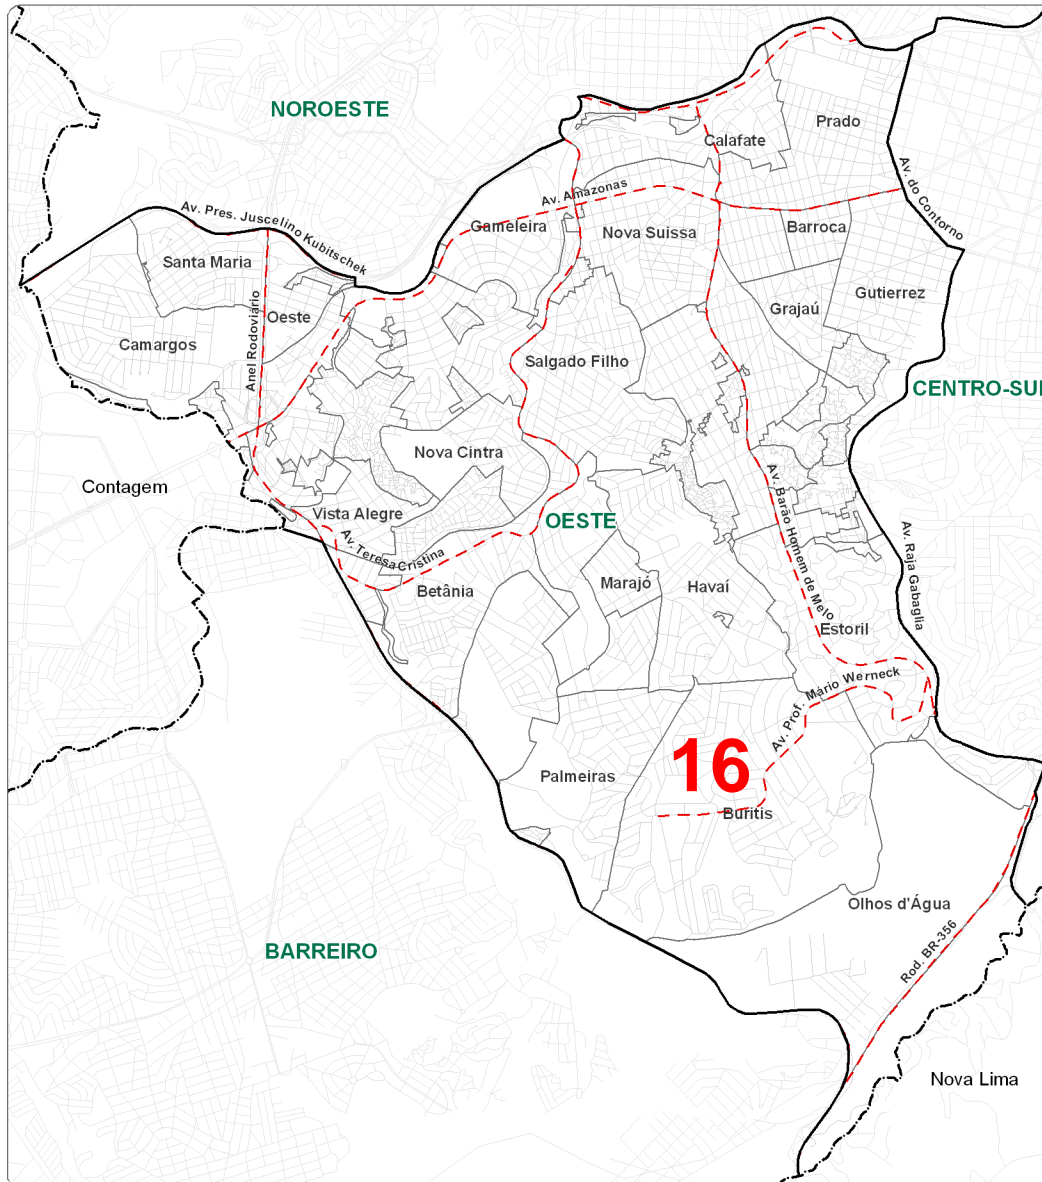 NOROESTE
Prado
Calafate
Av. do Contorno
Av. Amazonas
Av. Pres. Juscelino Kubitschek
Gameleira
Nova Suissa
Barroca
Santa Maria
Gutierrez
Grajaú
Oeste
Anel Rodoviário
Camargos
Salgado Filho
CENTRO-SUL
Nova Cintra
Contagem
Vista Alegre
OESTE
Av. Teresa Cristina
Av. Barão Homem de Melo
Av. Raja Gabaglia
Betânia
Marajó
Havaí
Estoril
Av. Prof. Mário Werneck
16
Palmeiras
Buritis
Olhos d'Água
BARREIRO
Rod. BR-356
Nova Lima